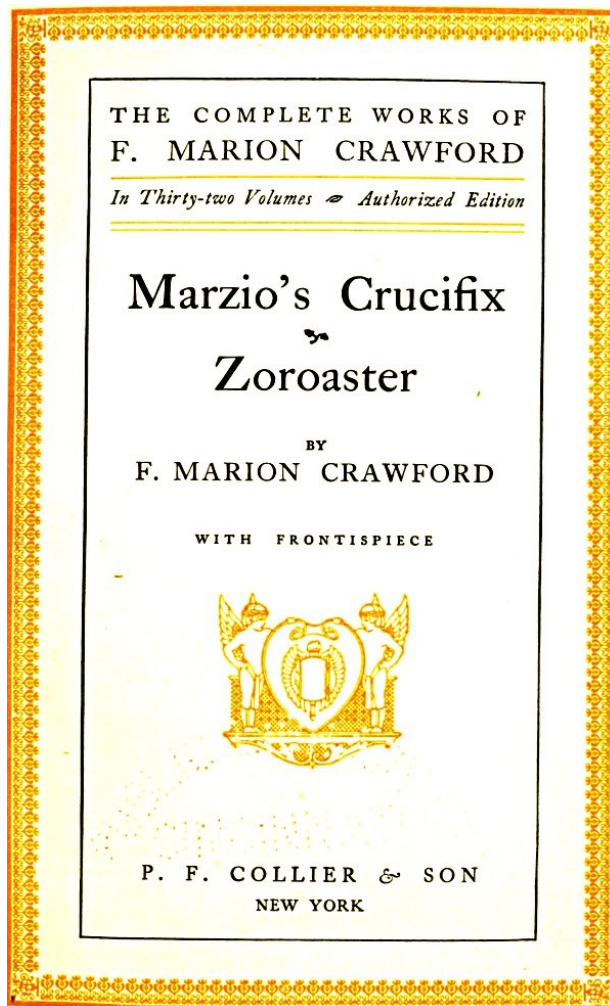 THE COMPLETE WORKS OF
F. MARION CRAWFORD
In Thirty-two Volumes Authorized Edition
Marzio's Crucifix
Zoroaster
BY
F. MARION CRAWFORD
WITH FRONTISPIECE
P. F. COLLIER & SON
NEW YORK